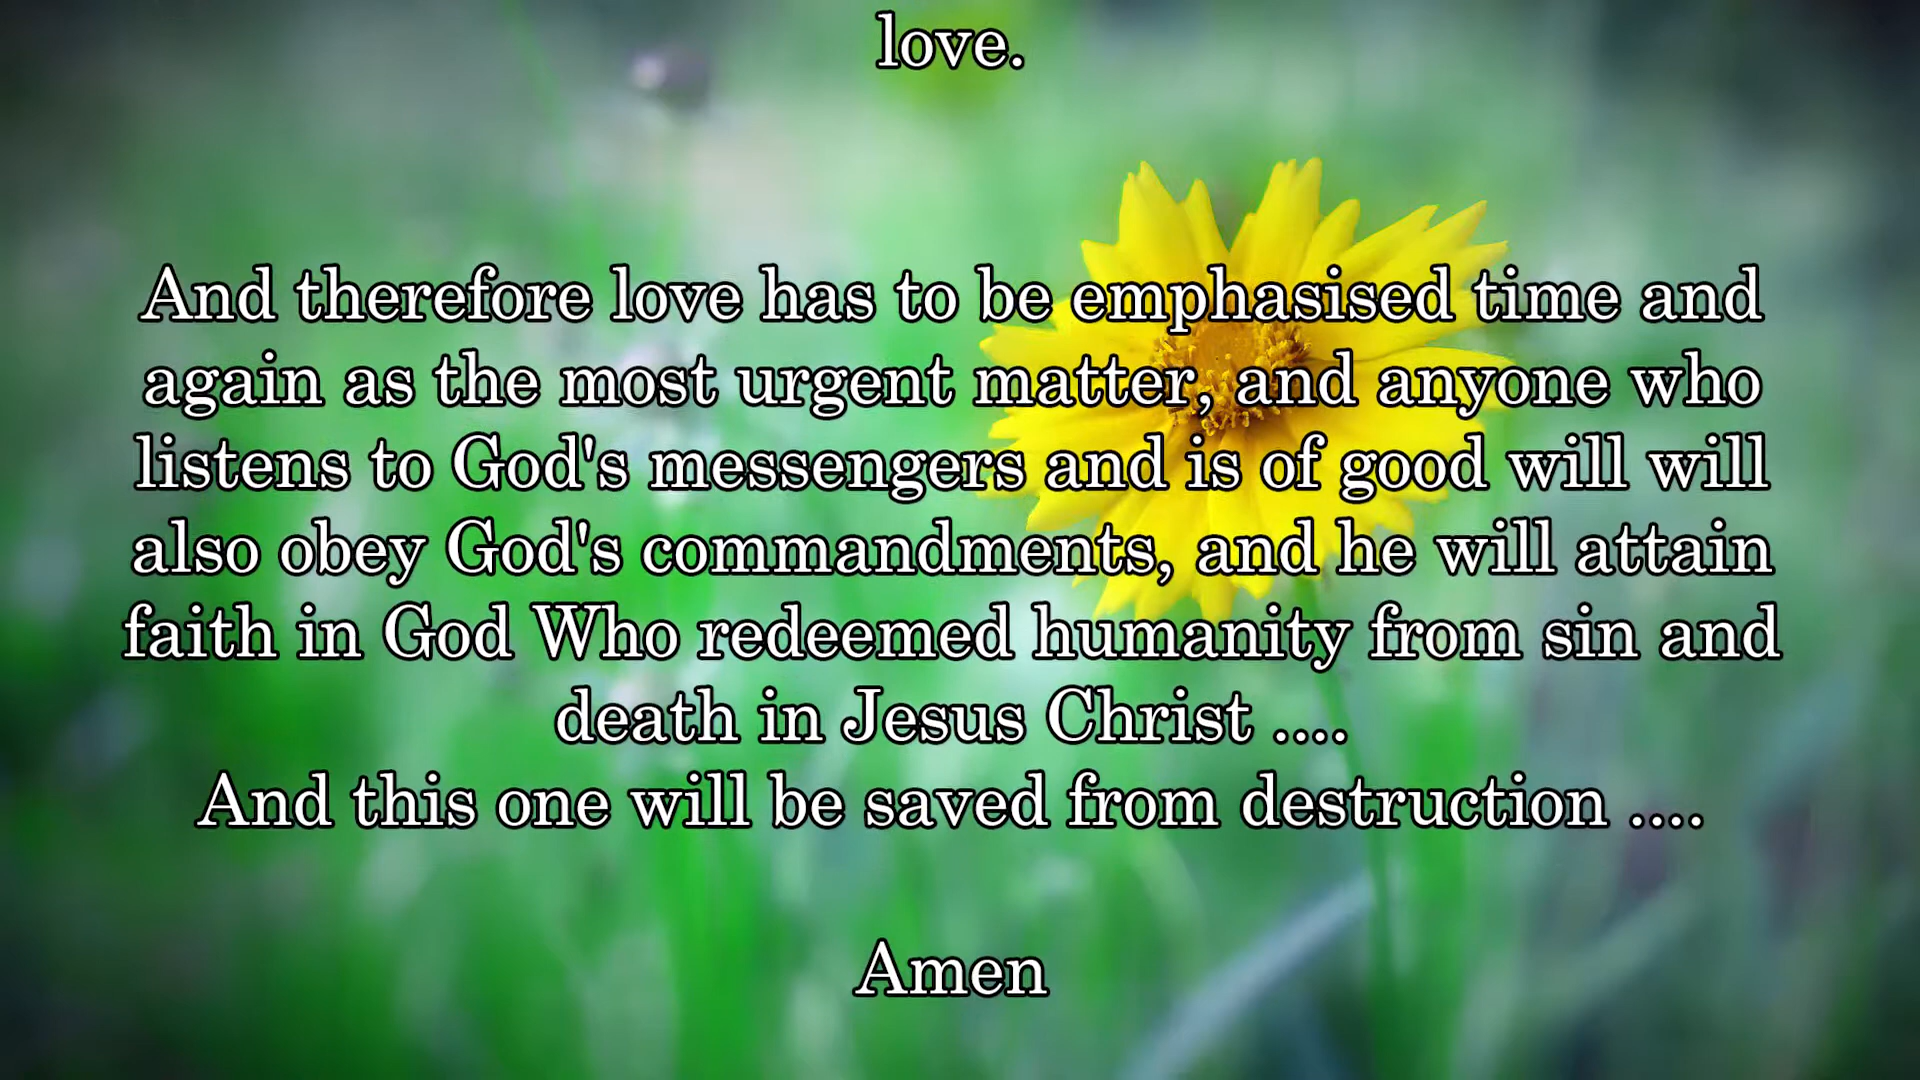 love.
And therefore love has to be emphasised time and
again as the most urgent matter, and anyone who
listens to God's messengers and is of good will will
also obey God's commandments, and he will attain
faith in God Who redeemed humanity from sin and
death in Jesus Christ ....
And this one will be saved from destruction ....
Amen